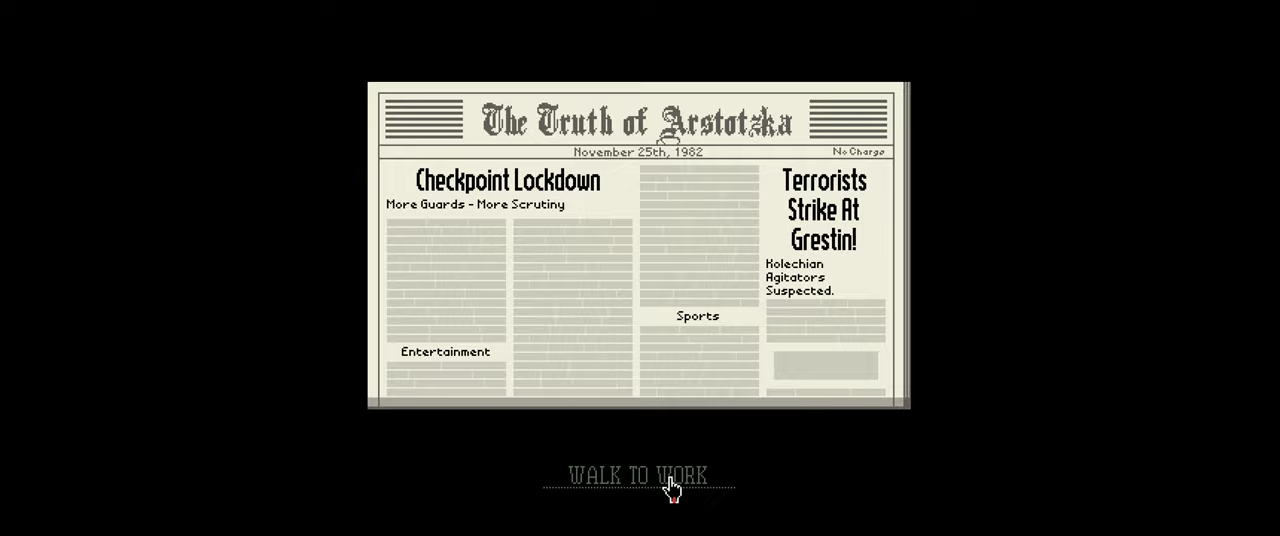 The Truth of Arstotzka
November 25th, 1982
No Charge
Checkpoint Lockdown
More Guards - More Scrutiny
Entertainment
Sports
Terrorists
Strike At
Grestin!
Kolechian
Agitators
Suspected.
WALK TO WORK